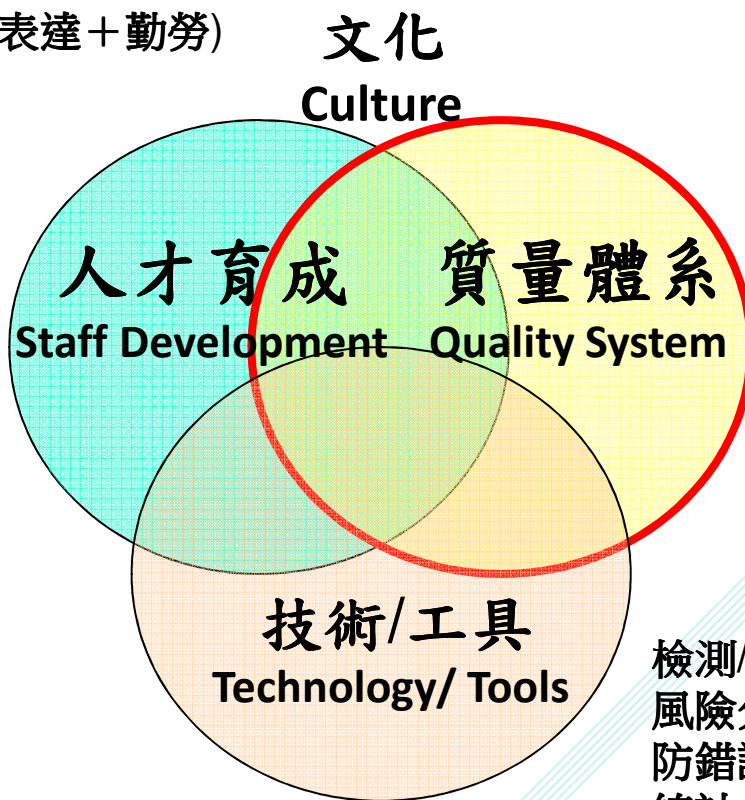 表達＋勤勞)
文化
Culture
人才育成
Staff Development
質量體系
Quality System
技術/工具
Technology/ Tools
檢測/
風險
防錯